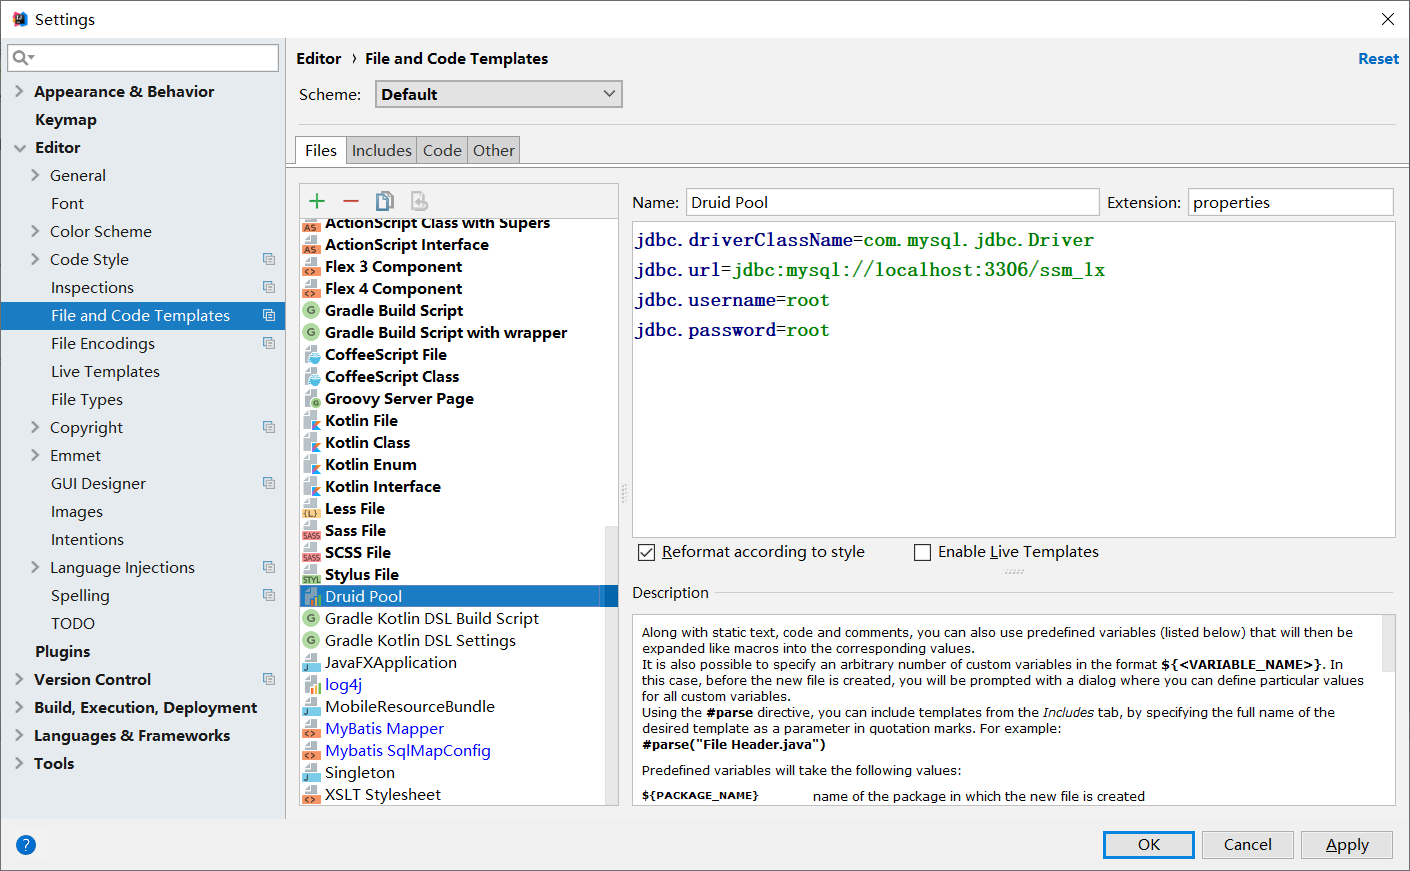 Settings
Appearance & Behavior
Keymap
Editor
General
Font
Color Scheme
Code Style
Inspections
File and Code Templates
File Encodings
Live Templates
File Types
Copyright
Emmet
GUI Designer
Images
Intentions
Language Injections
Spelling
TODO
Plugins
Version Control
Build, Execution, Deployment
Languages & Frameworks
Tools
Editor › File and Code Templates
Reset
Scheme: Default
Files Includes Code Other
ActionScript Class with Supers
ActionScript Interface
Flex 3 Component
Flex 4 Component
Gradle Build Script
Gradle Build Script with wrapper
CoffeeScript File
CoffeeScript Class
Groovy Server Page
Kotlin File
Kotlin Class
Kotlin Enum
Kotlin Interface
Less File
Sass File
SCSS File
Stylus File
Druid Pool
Gradle Kotlin DSL Build Script
Gradle Kotlin DSL Settings
JavaFXApplication
log4j
MobileResourceBundle
MyBatis Mapper
Mybatis SqlMapConfig
Singleton
XSLT Stylesheet
Name: Druid Pool Extension: properties
jdbc.driverClassName=com.mysql.jdbc.Driver
jdbc.url=jdbc:mysql://localhost:3306/ssm_lx
jdbc.username=root
jdbc.password=root
Reformat according to style Enable Live Templates
Description
Along with static text, code and comments, you can also use predefined variables (listed below) that will then be
expanded like macros into the corresponding values.
It is also possible to specify an arbitrary number of custom variables in the format ${<VARIABLE_NAME>}. In
this case, before the new file is created, you will be prompted with a dialog where you can define particular values
for all custom variables.
Using the #parse directive, you can include templates from the Includes tab, by specifying the full name of the
desired template as a parameter in quotation marks. For example:
#parse("File Header.java")
Predefined variables will take the following values:
${PACKAGE_NAME} name of the package in which the new file is created
? OK Cancel Apply